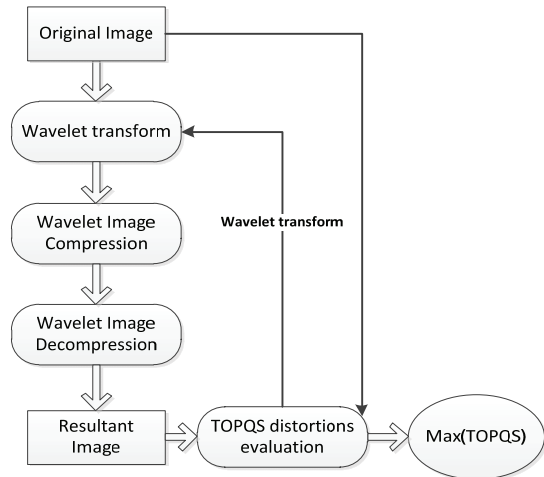 Original Image
Wavelet transform
Wavelet transform
Wavelet Image
Compression
Wavelet Image
Decompression
Resultant
Image
TOPQS distortions
evaluation
Max(TOPQS)